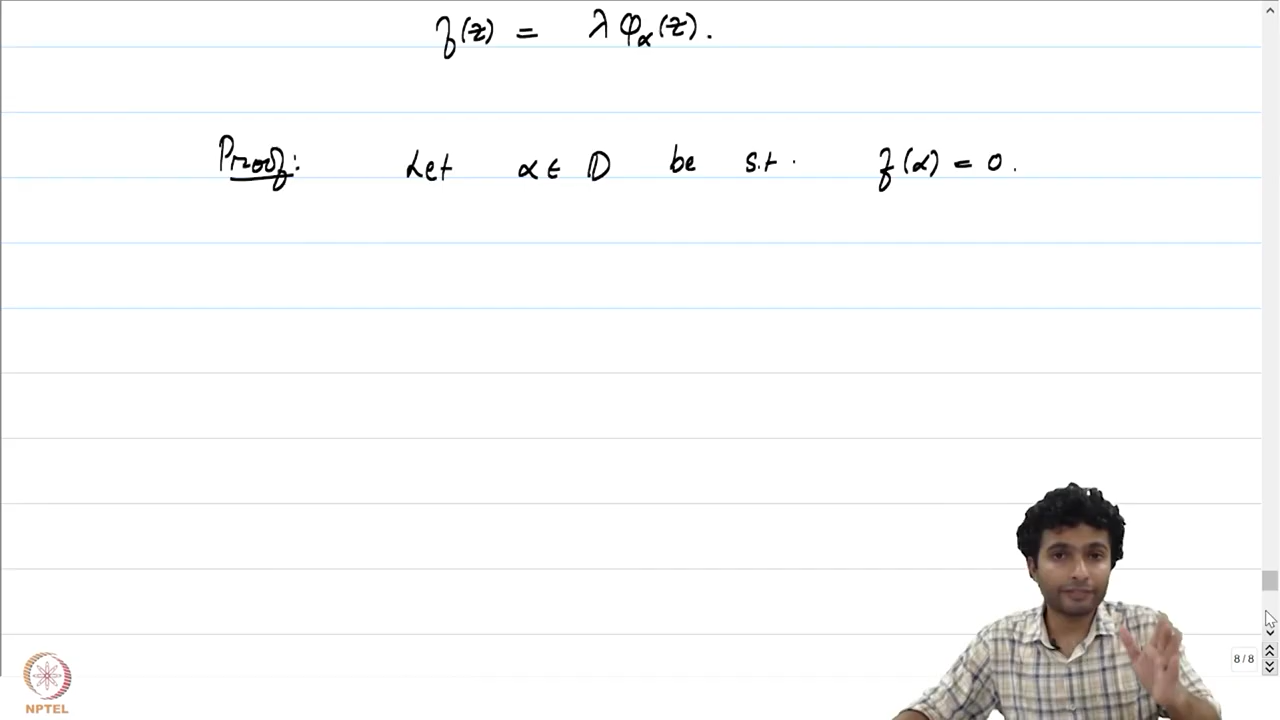 f(z) = λ φ_α(z).
Proof: Let α ∈ 𝔻 be s.t. f(α) = 0.
8 / 8
NPTEL